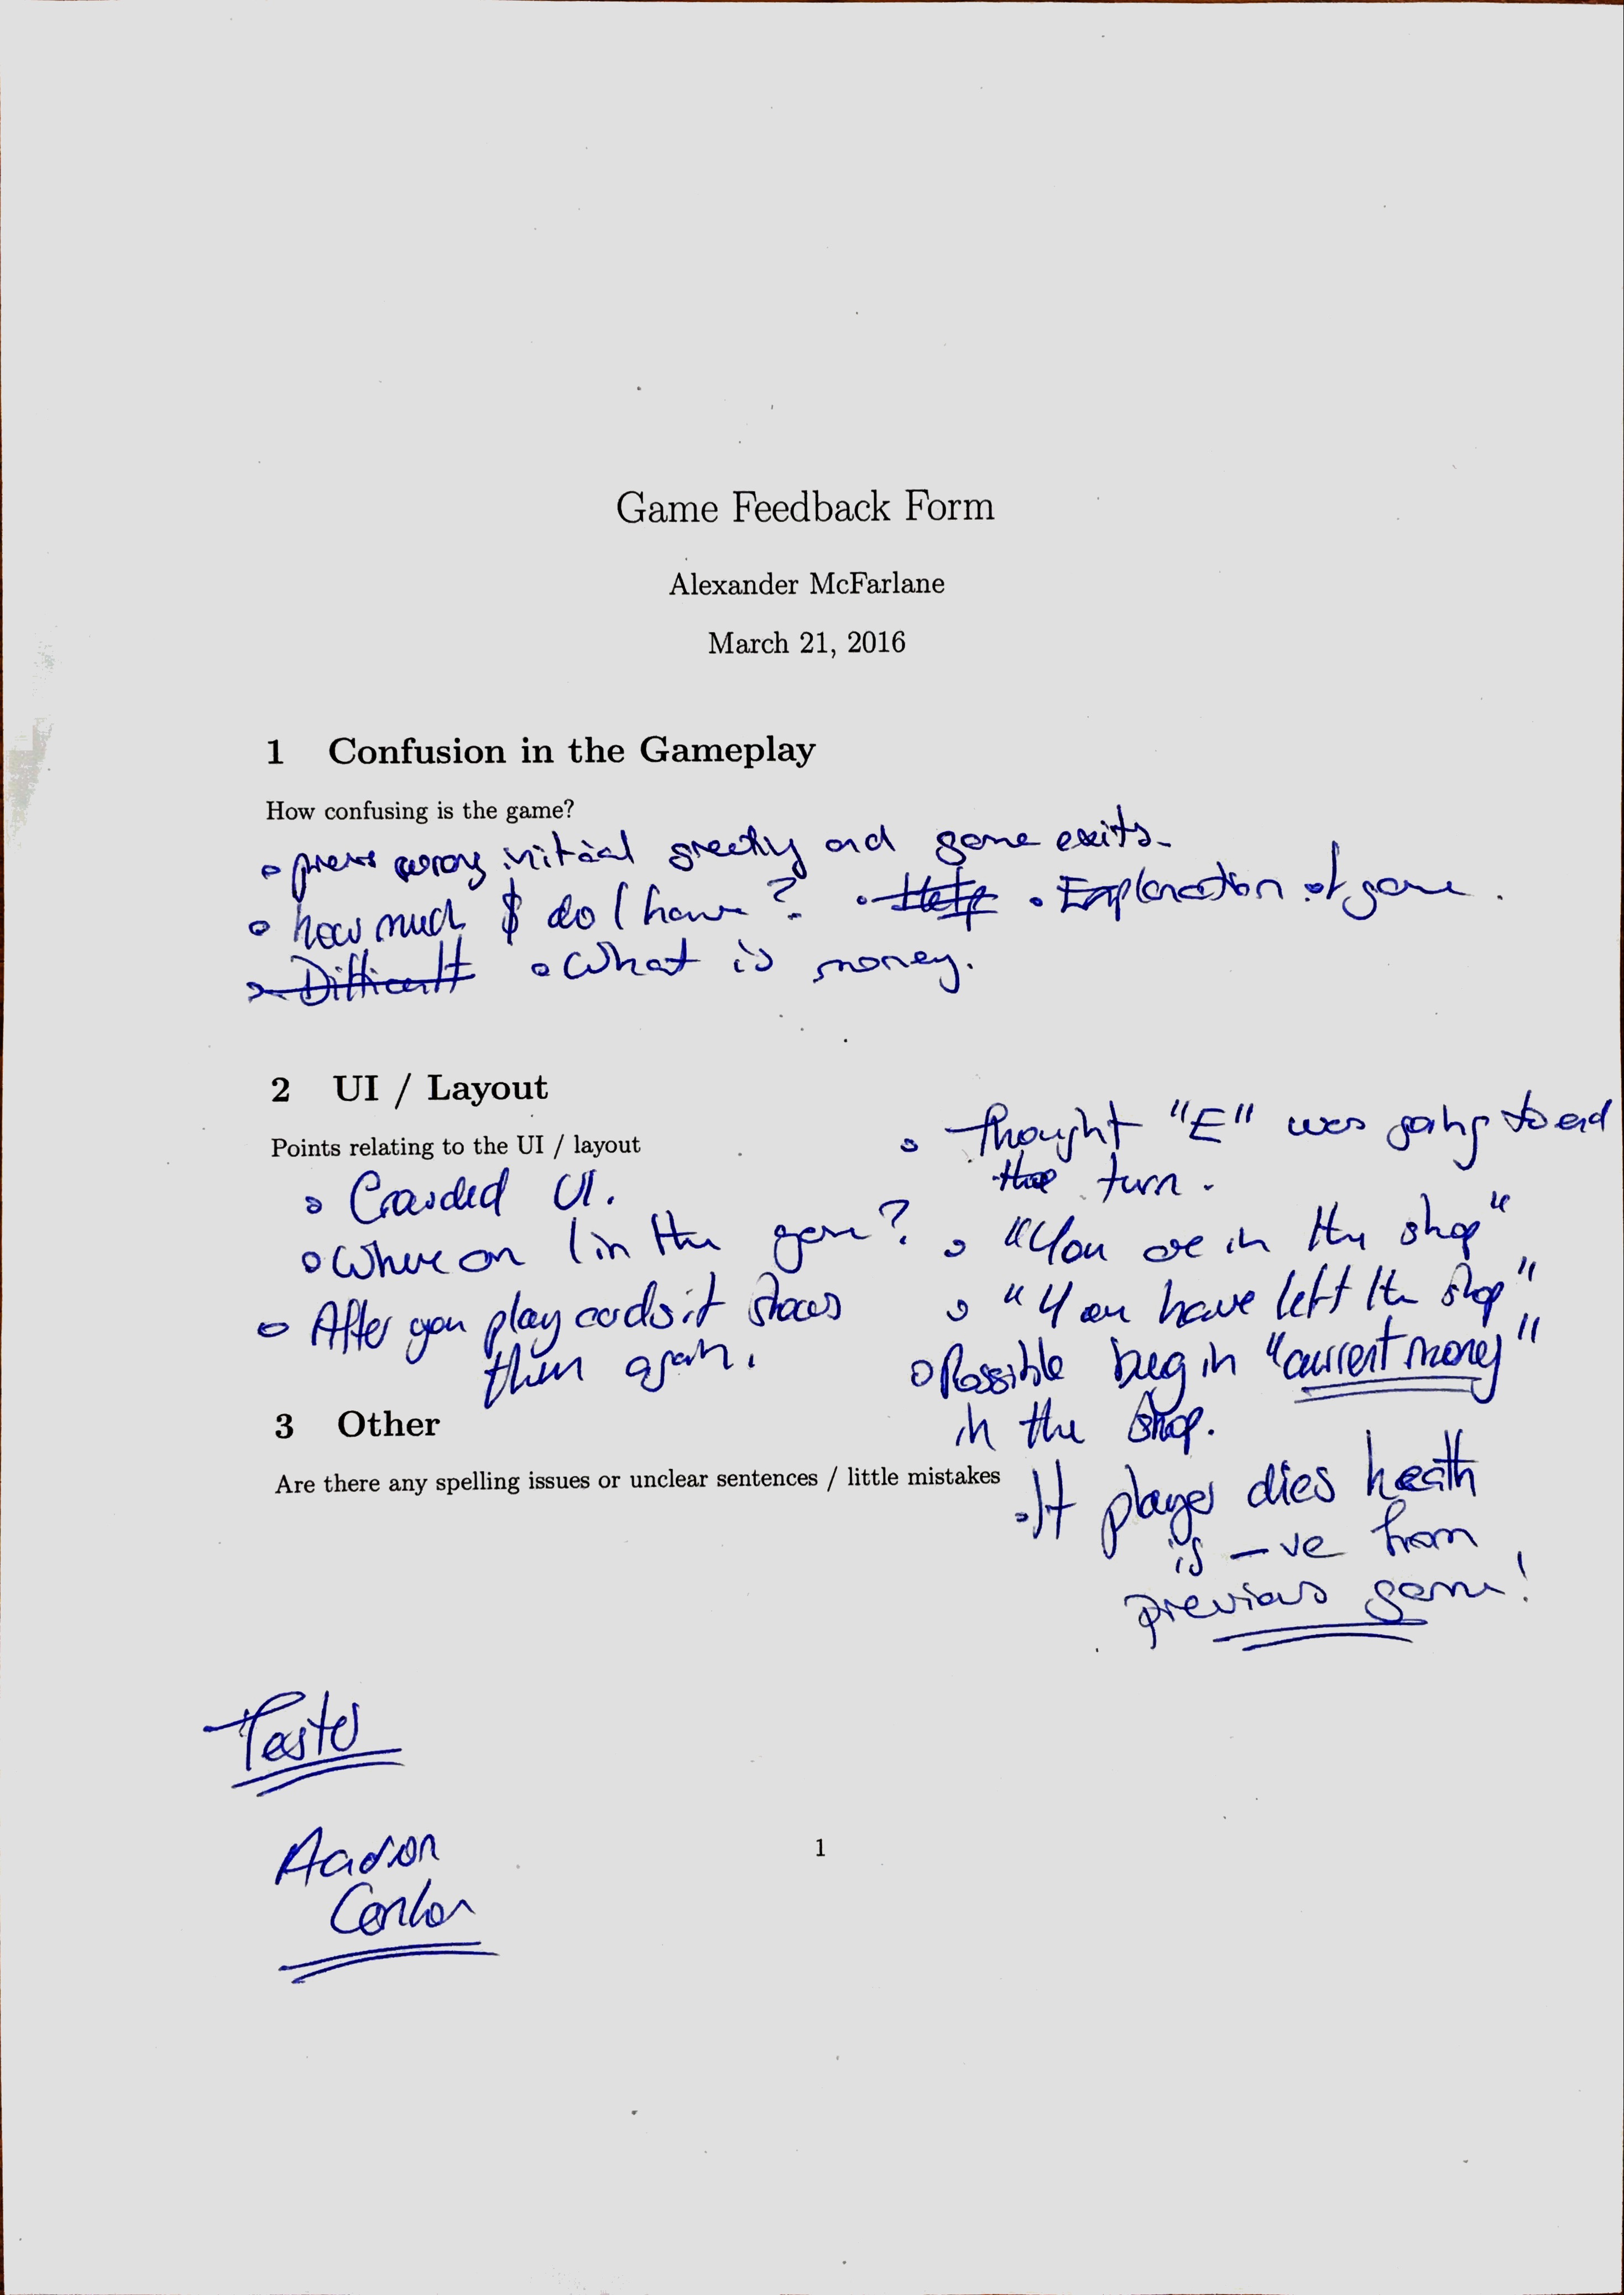 Game Feedback Form
Alexander McFarlane
March 21, 2016
1 Confusion in the Gameplay
How confusing is the game?
• press wrong initial greeting and game exits.
• how much $ do I have? • Help • Explanation of game.
• Difficult • What is money.
2 UI / Layout
Points relating to the UI / layout
• Crowded UI.
• Where am I in the game?
• After you play cards it shows
them again.
• Thought "E" was going to end
the turn.
• "You are in the shop"
• "You have left the shop"
• Possible bug in "current money"
in the shop.
3 Other
Are there any spelling issues or unclear sentences / little mistakes
• If player dies health
is -ve from
previous game!
Tester
Aaron
Conlon
1